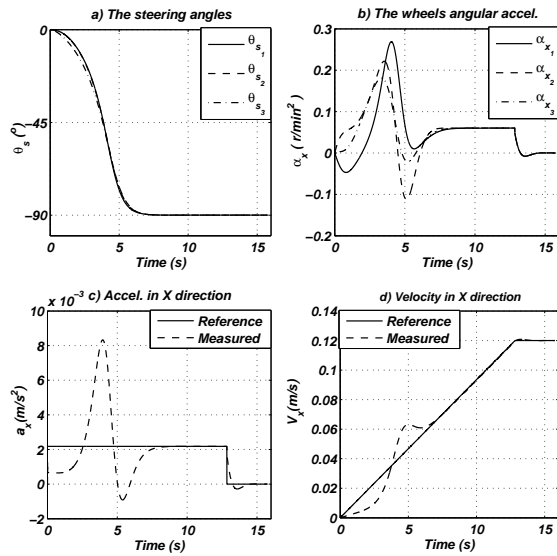 a) The steering angles
θs (º)
0
−45
−90
0 5 10 15
Time (s)
θs1
θs2
θs3
b) The wheels angular accel.
αx ( r/min²)
0.3
0.2
0.1
0
−0.1
−0.2
0 5 10 15
Time (s)
αx1
αx2
αx3
x 10−3 c) Accel. in X direction
ax(m/s²)
10
8
6
4
2
0
−2
0 5 10 15
Time (s)
Reference
Measured
d) Velocity in X direction
Vx(m/s)
0.14
0.12
0.1
0.08
0.06
0.04
0.02
0
0 5 10 15
Time (s)
Reference
Measured